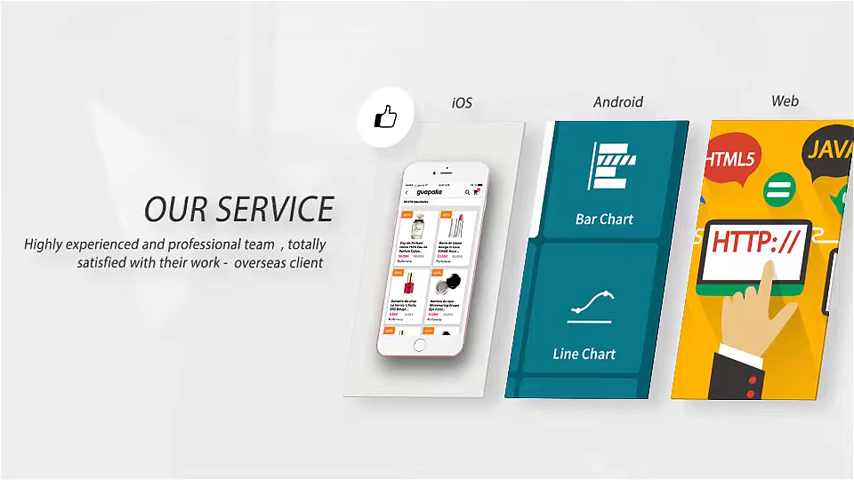 iOS
Android
Web
OUR SERVICE
Highly experienced and professional team , totally
satisfied with their work - overseas client
guapalia
Bar Chart
Line Chart
HTML5
JAVA
HTTP://